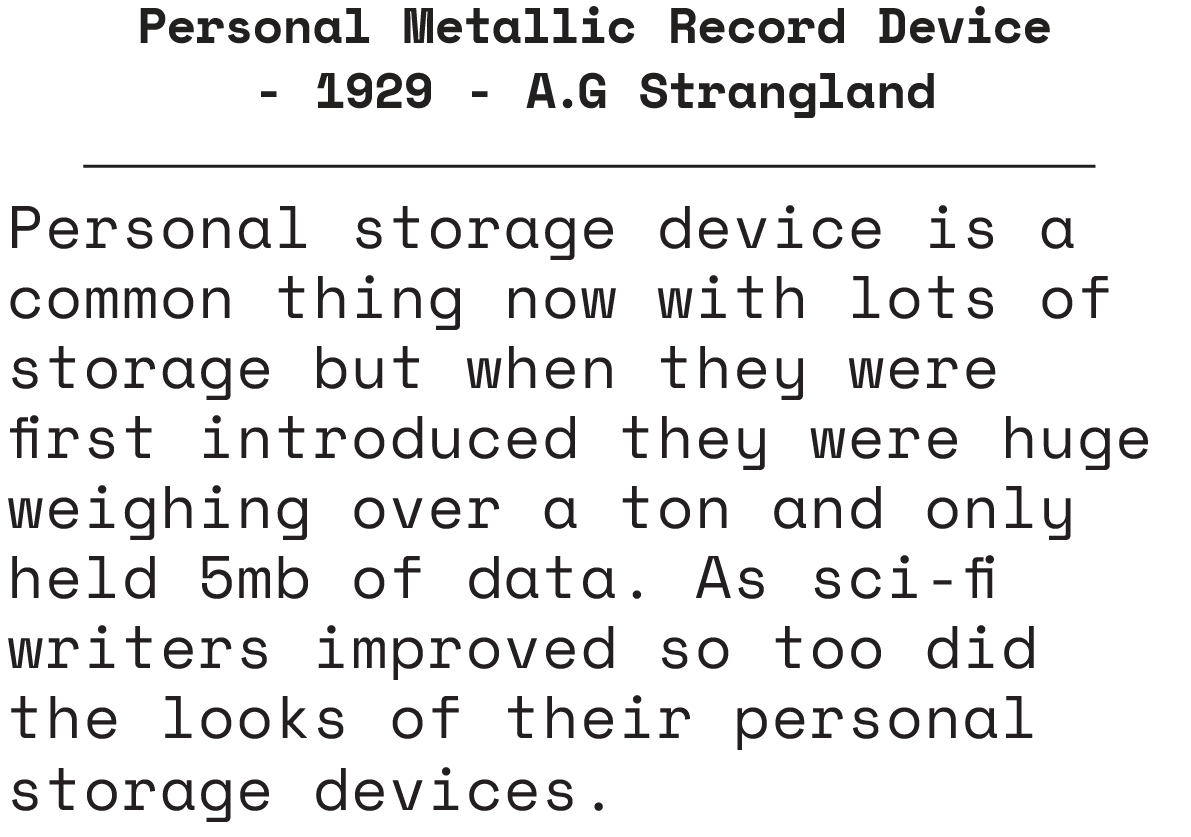 Personal Metallic Record Device
- 1929 - A.G Strangland
Personal storage device is a
common thing now with lots of
storage but when they were
first introduced they were huge
weighing over a ton and only
held 5mb of data. As sci-fi
writers improved so too did
the looks of their personal
storage devices.